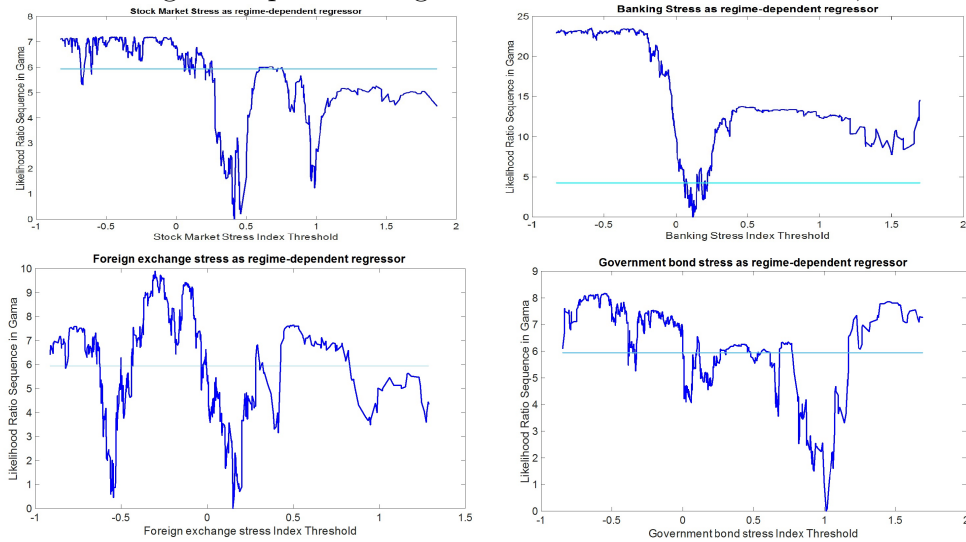 Stock Market Stress as regime-dependent regressor
8
7
6
5
4
3
2
1
0
Likelihood Ratio Sequence in Gama
-1 -0.5 0 0.5 1 1.5 2
Stock Market Stress Index Threshold
Banking Stress as regime-dependent regressor
25
20
15
10
5
0
Likelihood Ratio Sequence in Gama
-1 -0.5 0 0.5 1 1.5 2
Banking Stress Index Threshold
Foreign exchange stress as regime-dependent regressor
10
9
8
7
6
5
4
3
2
1
0
Likelihood Ratio Sequence in Gama
-1 -0.5 0 0.5 1 1.5
Foreign exchange stress Index Threshold
Government bond stress as regime-dependent regressor
9
8
7
6
5
4
3
2
1
0
Likelihood Ratio Sequence in Gama
-1 -0.5 0 0.5 1 1.5 2
Government bond stress Index Threshold